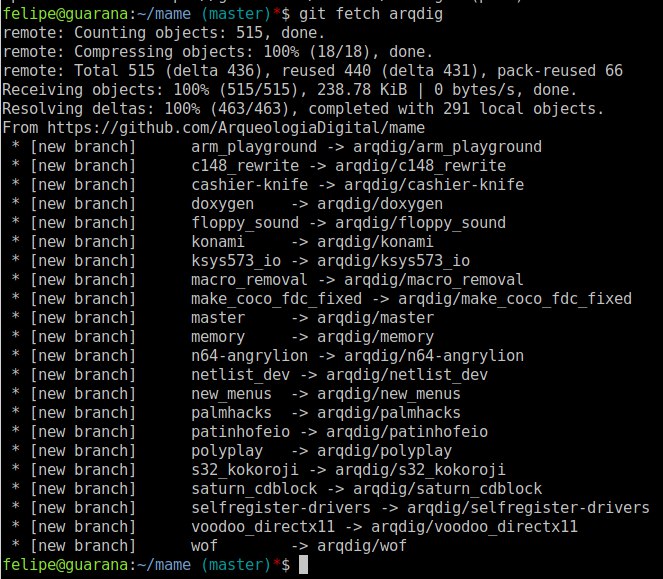 felipe@guarana:~/mame (master)*$ git fetch arqdig
remote: Counting objects: 515, done.
remote: Compressing objects: 100% (18/18), done.
remote: Total 515 (delta 436), reused 440 (delta 431), pack-reused 66
Receiving objects: 100% (515/515), 238.78 KiB | 0 bytes/s, done.
Resolving deltas: 100% (463/463), completed with 291 local objects.
From https://github.com/ArqueologiaDigital/mame
 * [new branch]      arm_playground -> arqdig/arm_playground
 * [new branch]      c148_rewrite -> arqdig/c148_rewrite
 * [new branch]      cashier-knife -> arqdig/cashier-knife
 * [new branch]      doxygen    -> arqdig/doxygen
 * [new branch]      floppy_sound -> arqdig/floppy_sound
 * [new branch]      konami     -> arqdig/konami
 * [new branch]      ksys573_io -> arqdig/ksys573_io
 * [new branch]      macro_removal -> arqdig/macro_removal
 * [new branch]      make_coco_fdc_fixed -> arqdig/make_coco_fdc_fixed
 * [new branch]      master     -> arqdig/master
 * [new branch]      memory     -> arqdig/memory
 * [new branch]      n64-angrylion -> arqdig/n64-angrylion
 * [new branch]      netlist_dev -> arqdig/netlist_dev
 * [new branch]      new_menus  -> arqdig/new_menus
 * [new branch]      palmhacks  -> arqdig/palmhacks
 * [new branch]      patinhofeio -> arqdig/patinhofeio
 * [new branch]      polyplay   -> arqdig/polyplay
 * [new branch]      s32_kokoroji -> arqdig/s32_kokoroji
 * [new branch]      saturn_cdblock -> arqdig/saturn_cdblock
 * [new branch]      selfregister-drivers -> arqdig/selfregister-drivers
 * [new branch]      voodoo_directx11 -> arqdig/voodoo_directx11
 * [new branch]      wof        -> arqdig/wof
felipe@guarana:~/mame (master)*$